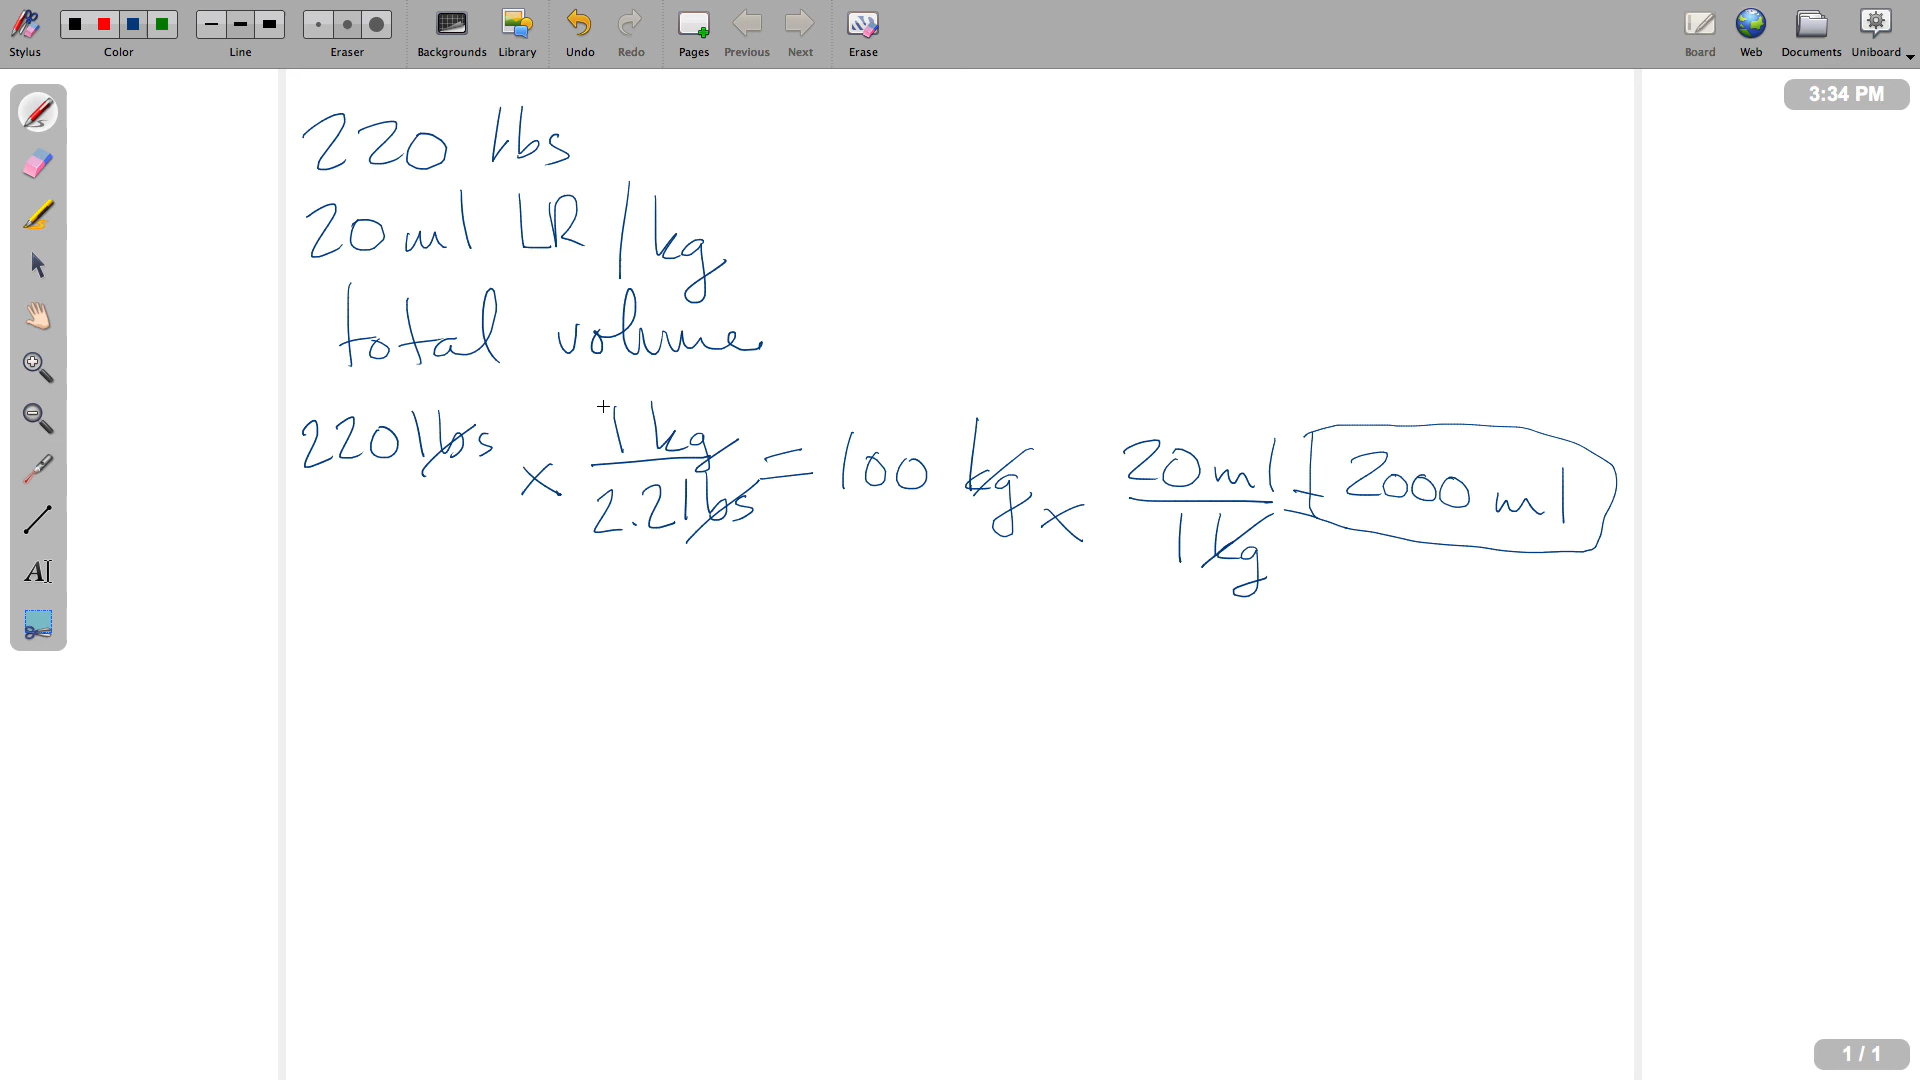 Stylus Color Line Eraser Backgrounds Library Undo Redo Pages Previous Next Erase Board Web Documents Uniboard
3:34 PM
220 lbs
20 ml LR / kg
total volume
220 lbs x 1 kg / 2.2 lbs = 100 kg x 20 ml / 1 kg = 2000 ml
AI
1 / 1